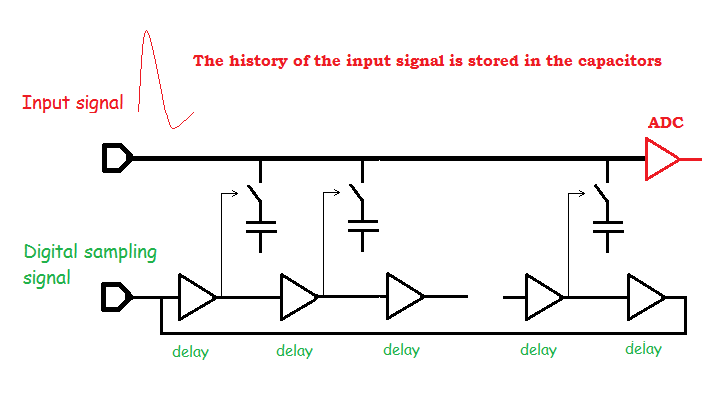 The history of the input signal is stored in the capacitors
Input signal
ADC
Digital sampling
signal
delay
delay
delay
delay
delay